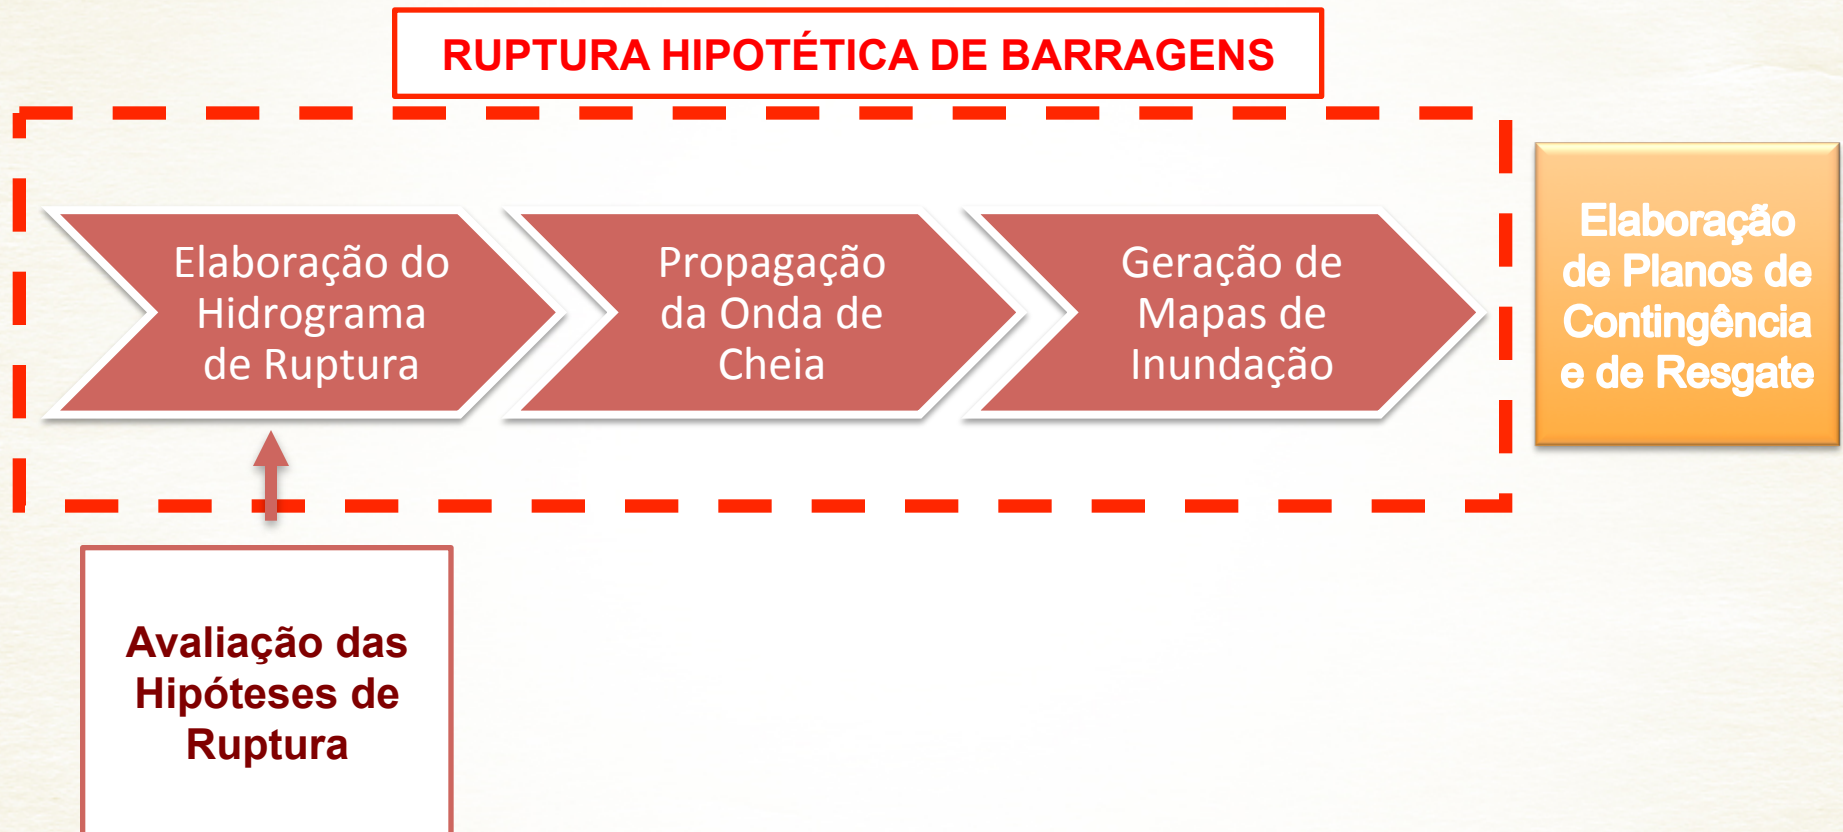 RUPTURA HIPOTÉTICA DE BARRAGENS
Elaboração do
Hidrograma
de Ruptura
Propagação
da Onda de
Cheia
Geração de
Mapas de
Inundação
Elaboração
de Planos de
Contingência
e de Resgate
Avaliação das
Hipóteses de
Ruptura